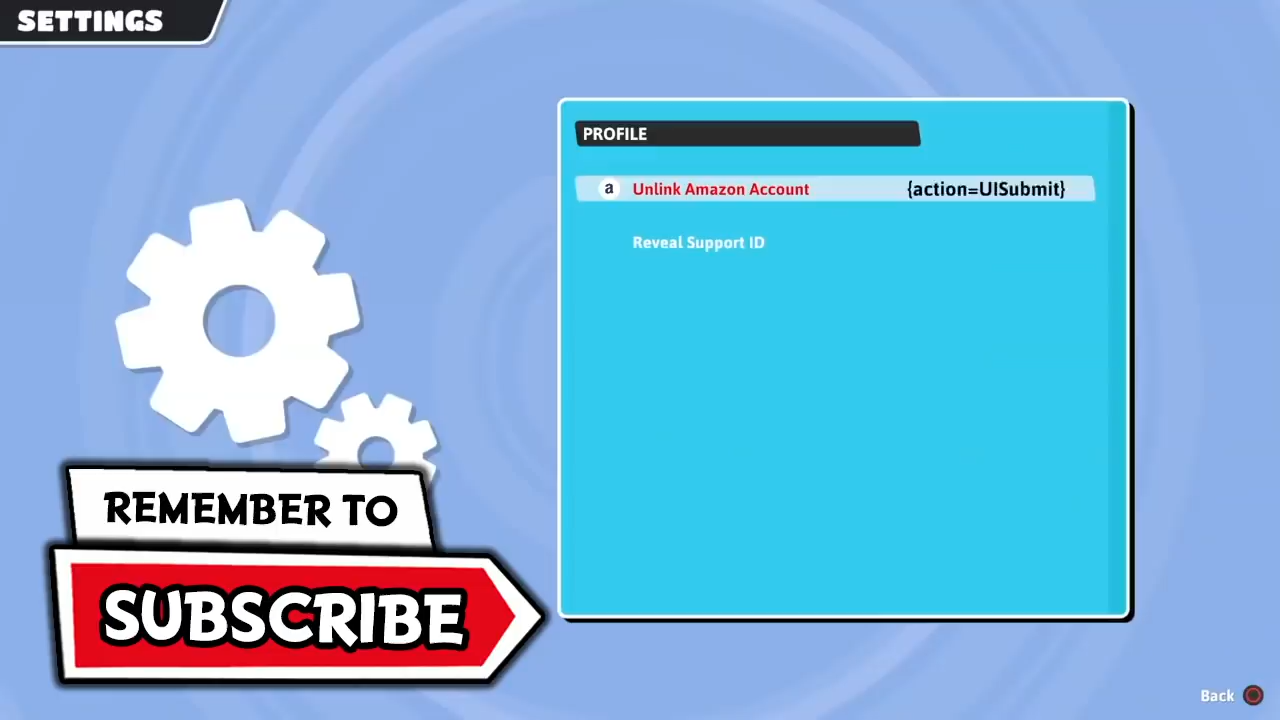 SETTINGS
PROFILE
a Unlink Amazon Account {action=UISubmit}
Reveal Support ID
REMEMBER TO
SUBSCRIBE
Back